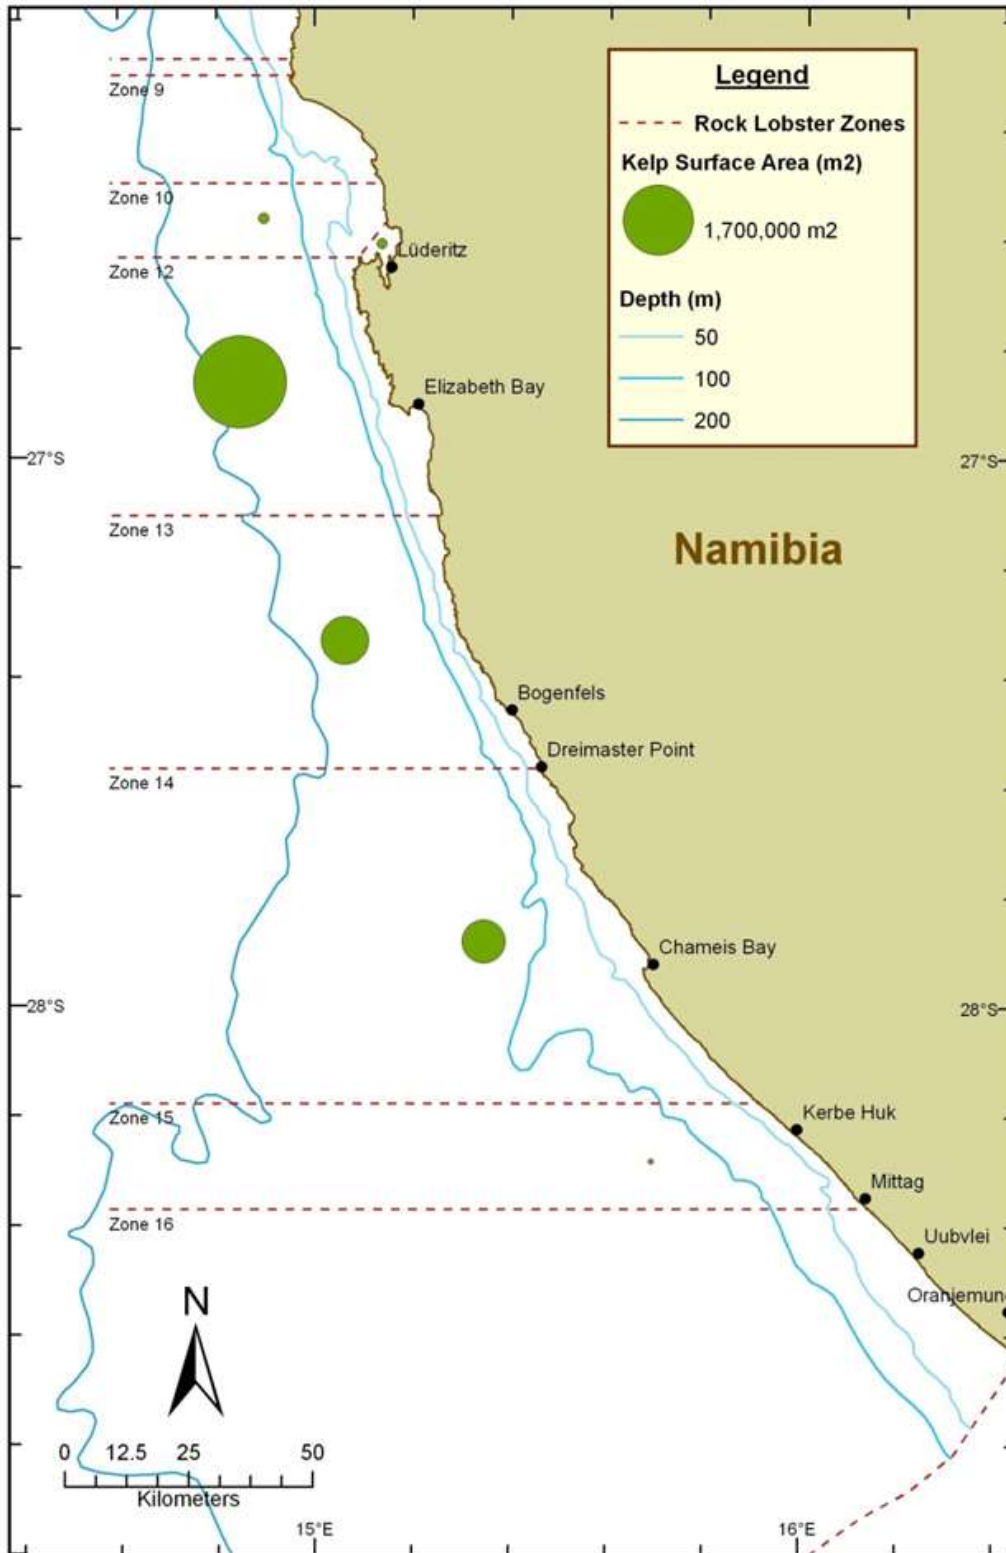 Legend
Rock Lobster Zones
Kelp Surface Area (m2)
1,700,000 m2
Depth (m)
50
100
200
Zone 9
Zone 10
Zone 12
Lüderitz
Elizabeth Bay
27°S
27°S
Zone 13
Namibia
Bogenfels
Dreimaster Point
Zone 14
Chameis Bay
28°S
28°S
Zone 15
Kerbe Huk
Mittag
Zone 16
Uubvlei
Oranjemun
N
0 12.5 25 50
Kilometers
15°E
16°E